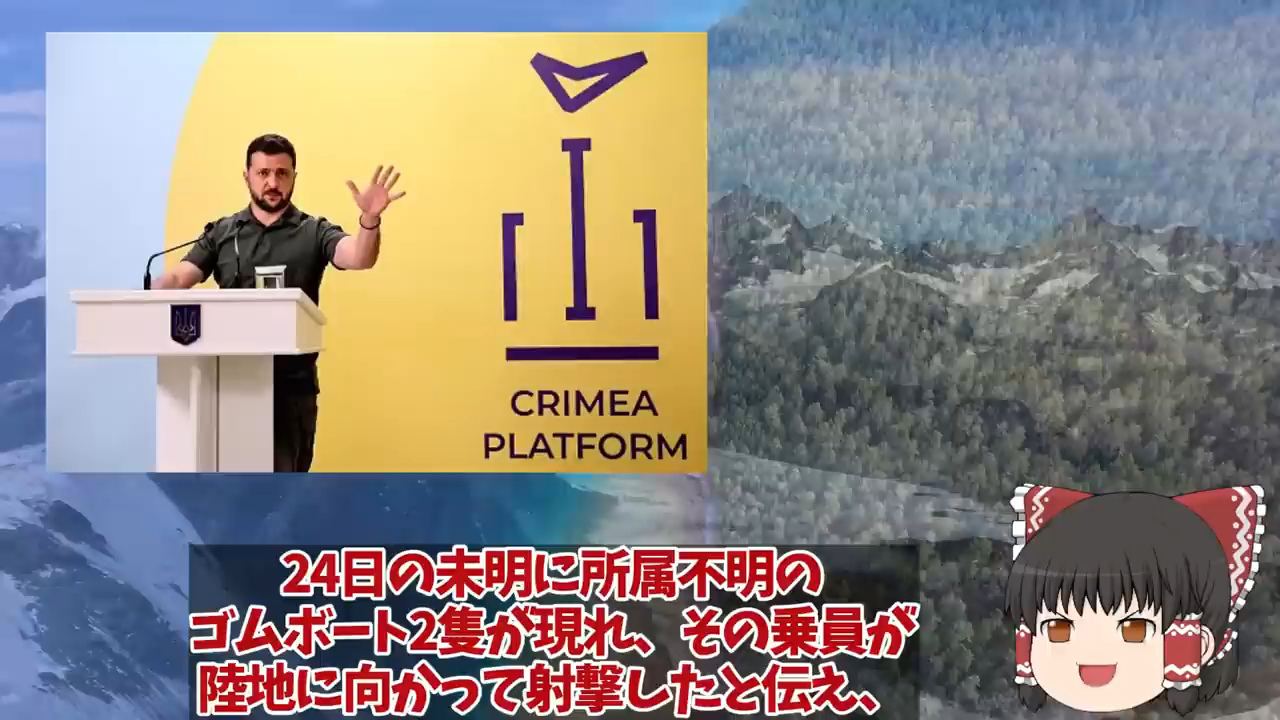 CRIMEA
PLATFORM
24日の未明に所属不明の
ゴムボート2隻が現れ、その乗員が
陸地に向かって射撃したと伝え、